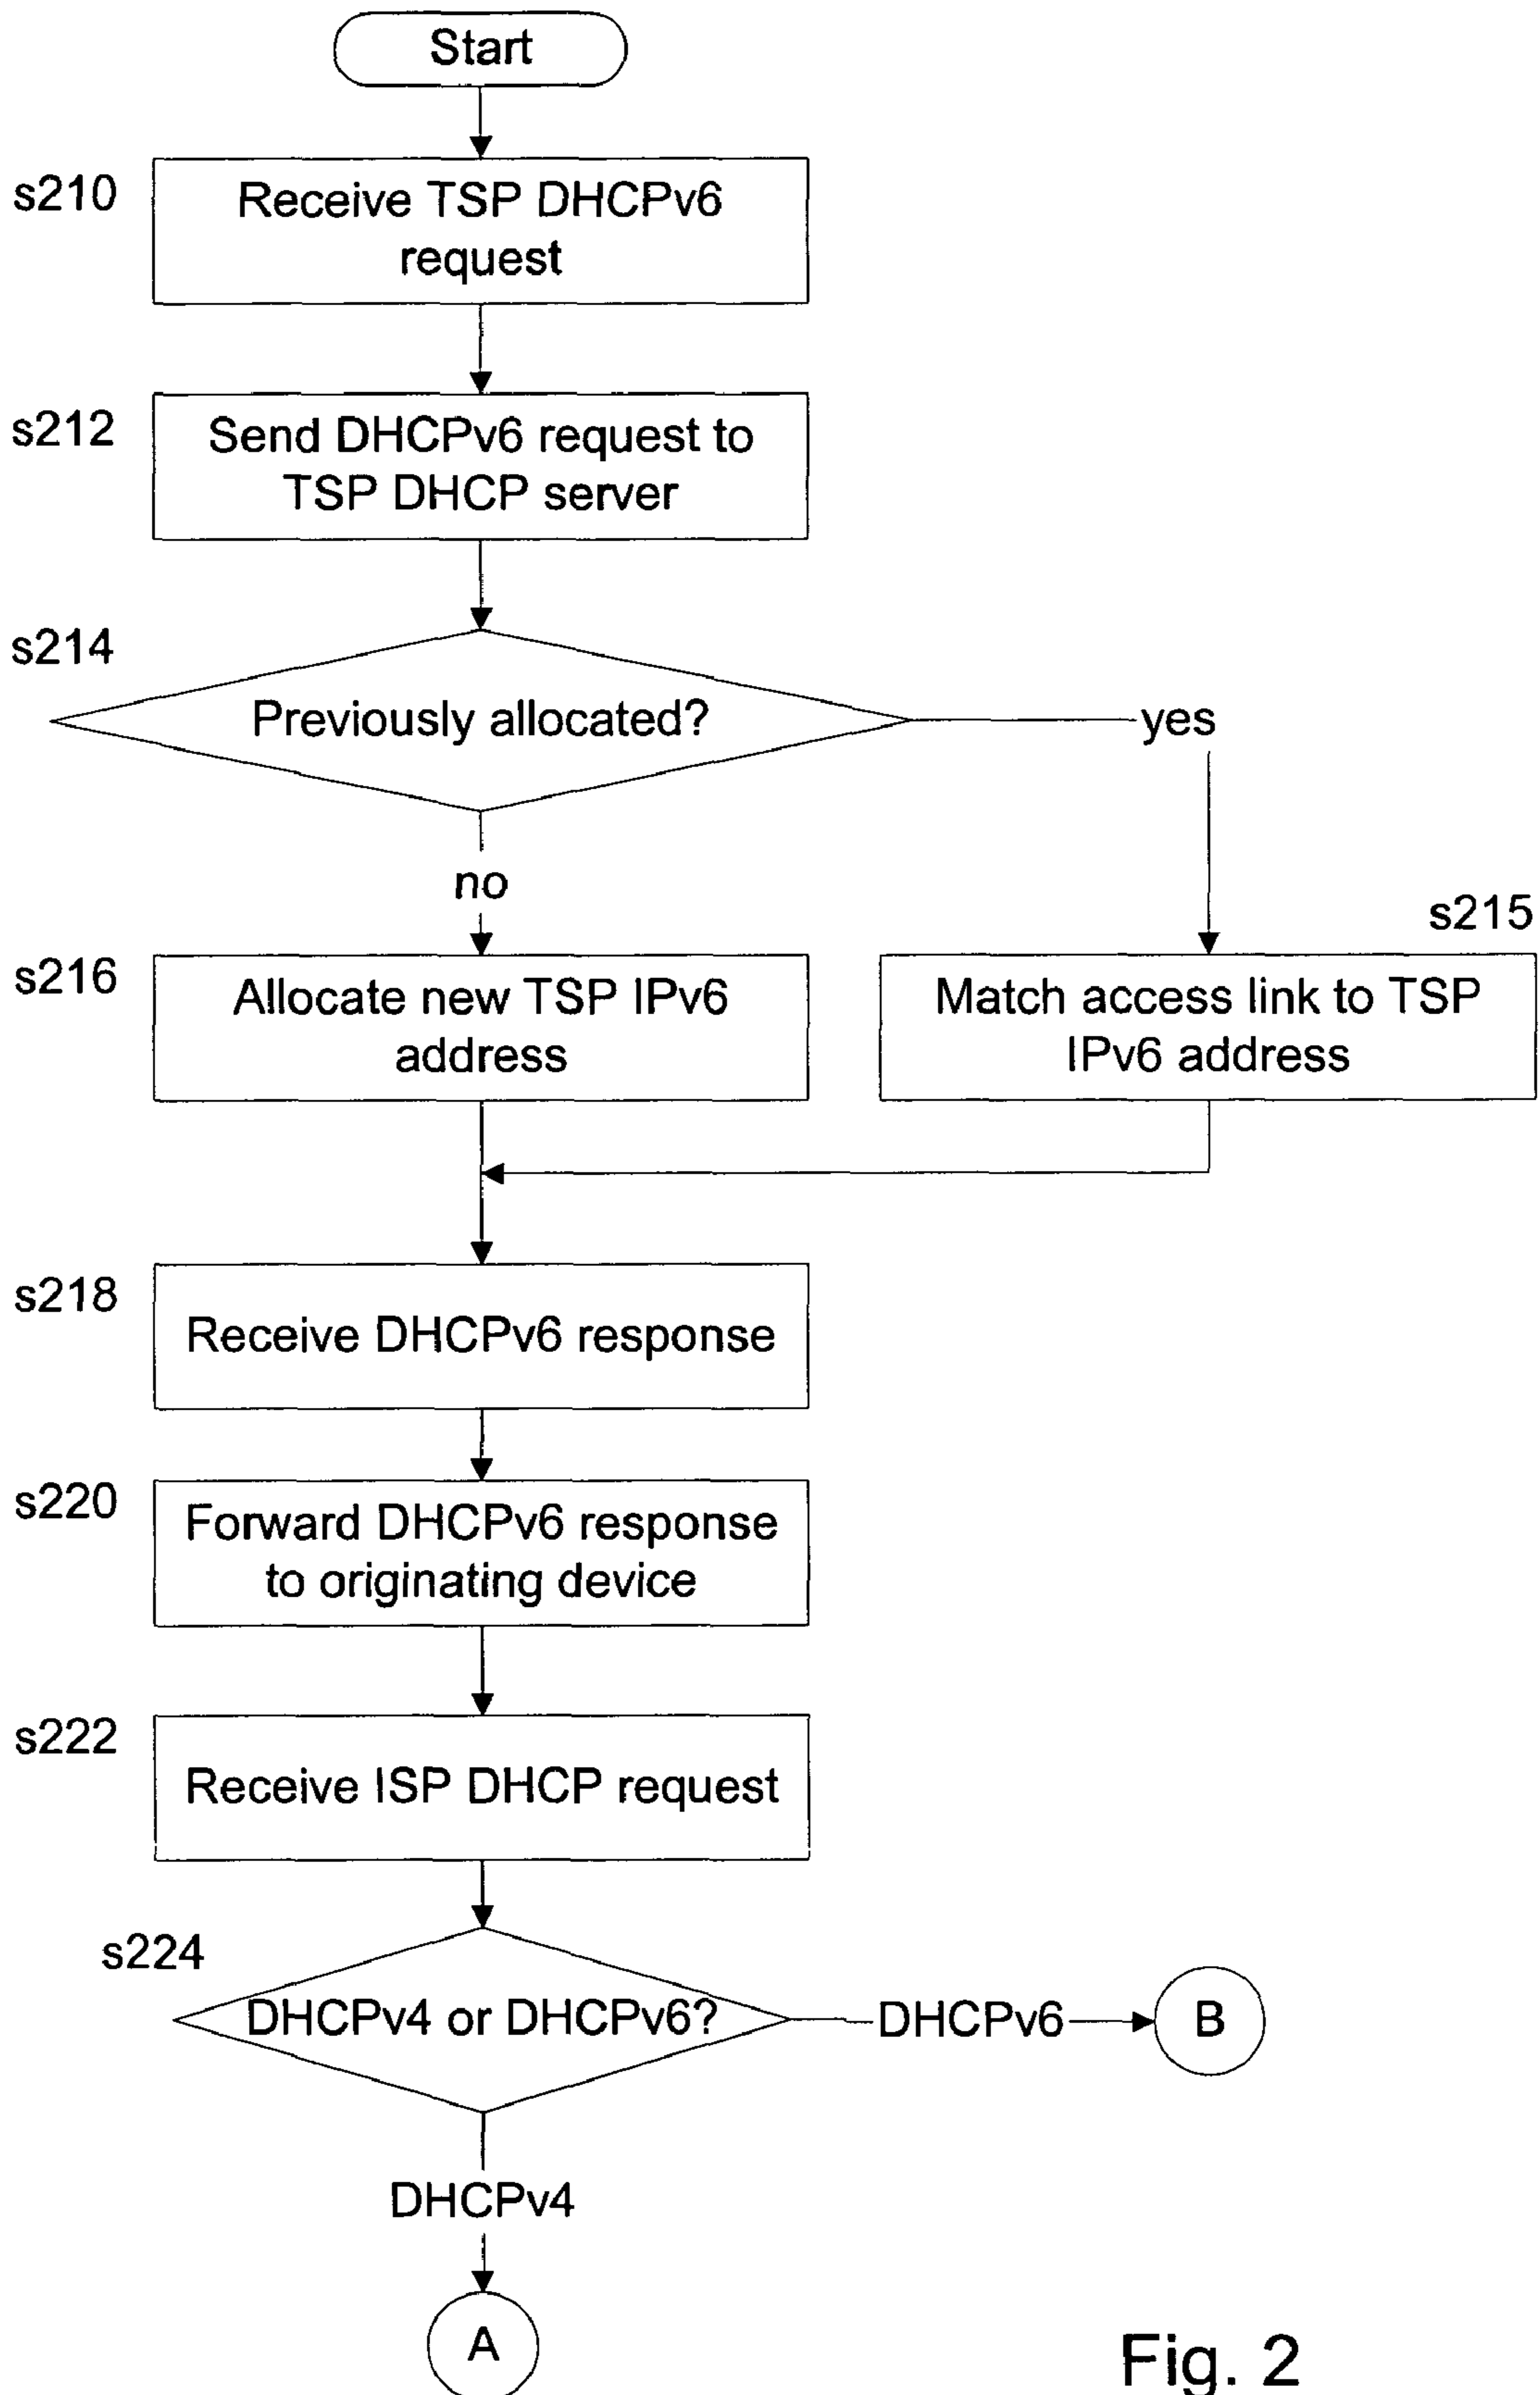 Start
s210
Receive TSP DHCPv6
request
s212
Send DHCPv6 request to
TSP DHCP server
s214
Previously allocated?
yes
no
s215
s216
Allocate new TSP IPv6
address
Match access link to TSP
IPv6 address
s218
Receive DHCPv6 response
s220
Forward DHCPv6 response
to originating device
s222
Receive ISP DHCP request
s224
DHCPv4 or DHCPv6?
DHCPv6
B
DHCPv4
A
Fig. 2